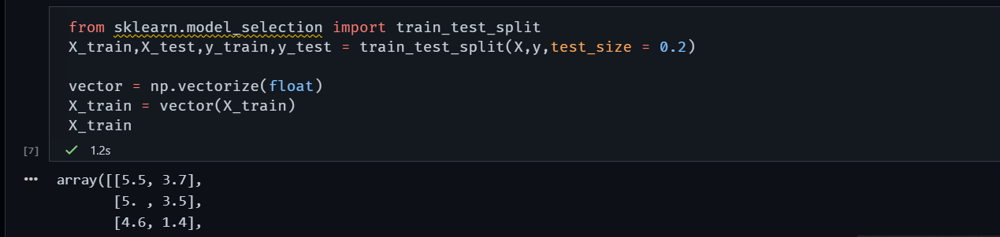 from sklearn.model_selection import train_test_split
X_train,X_test,y_train,y_test = train_test_split(X,y,test_size = 0.2)
vector = np.vectorize(float)
X_train = vector(X_train)
X_train
[7] 1.2s
array([[5.5, 3.7],
[5. , 3.5],
[4.6, 1.4],